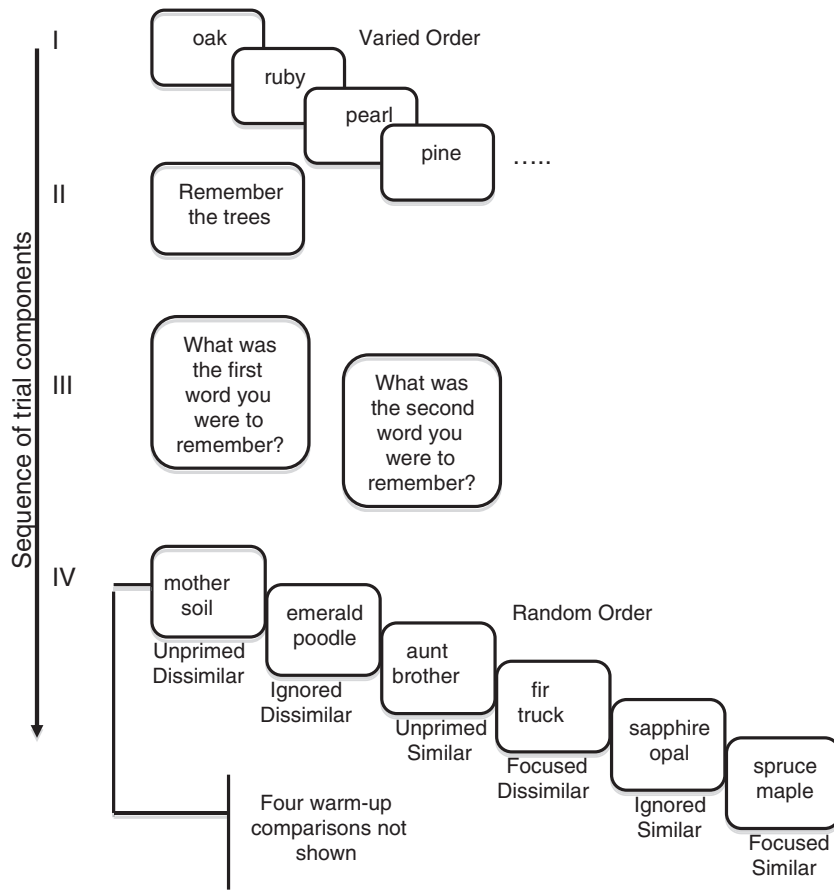 I
oak
Varied Order
ruby
pearl
pine
.....
II
Remember
the trees
Sequence of trial components
III
What was
the first
word you
were to
remember?
What was
the second
word you
were to
remember?
IV
mother
soil
Unprimed
Dissimilar
emerald
poodle
Ignored
Dissimilar
Random Order
aunt
brother
Unprimed
Similar
fir
truck
Focused
Dissimilar
sapphire
opal
Ignored
Similar
spruce
maple
Focused
Similar
Four warm-up
comparisons not
shown